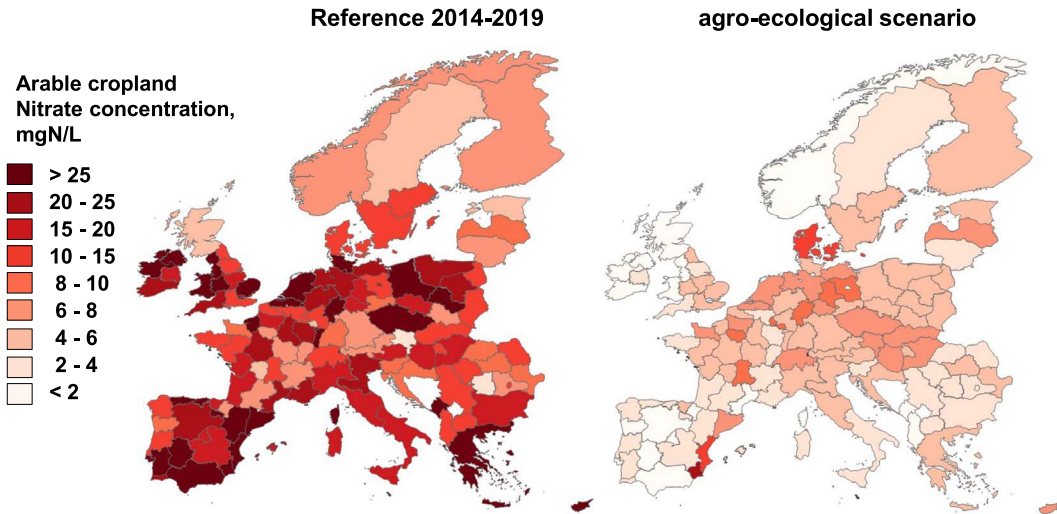 Reference 2014-2019
agro-ecological scenario
Arable cropland
Nitrate concentration,
mgN/L
> 25
20 - 25
15 - 20
10 - 15
8 - 10
6 - 8
4 - 6
2 - 4
< 2